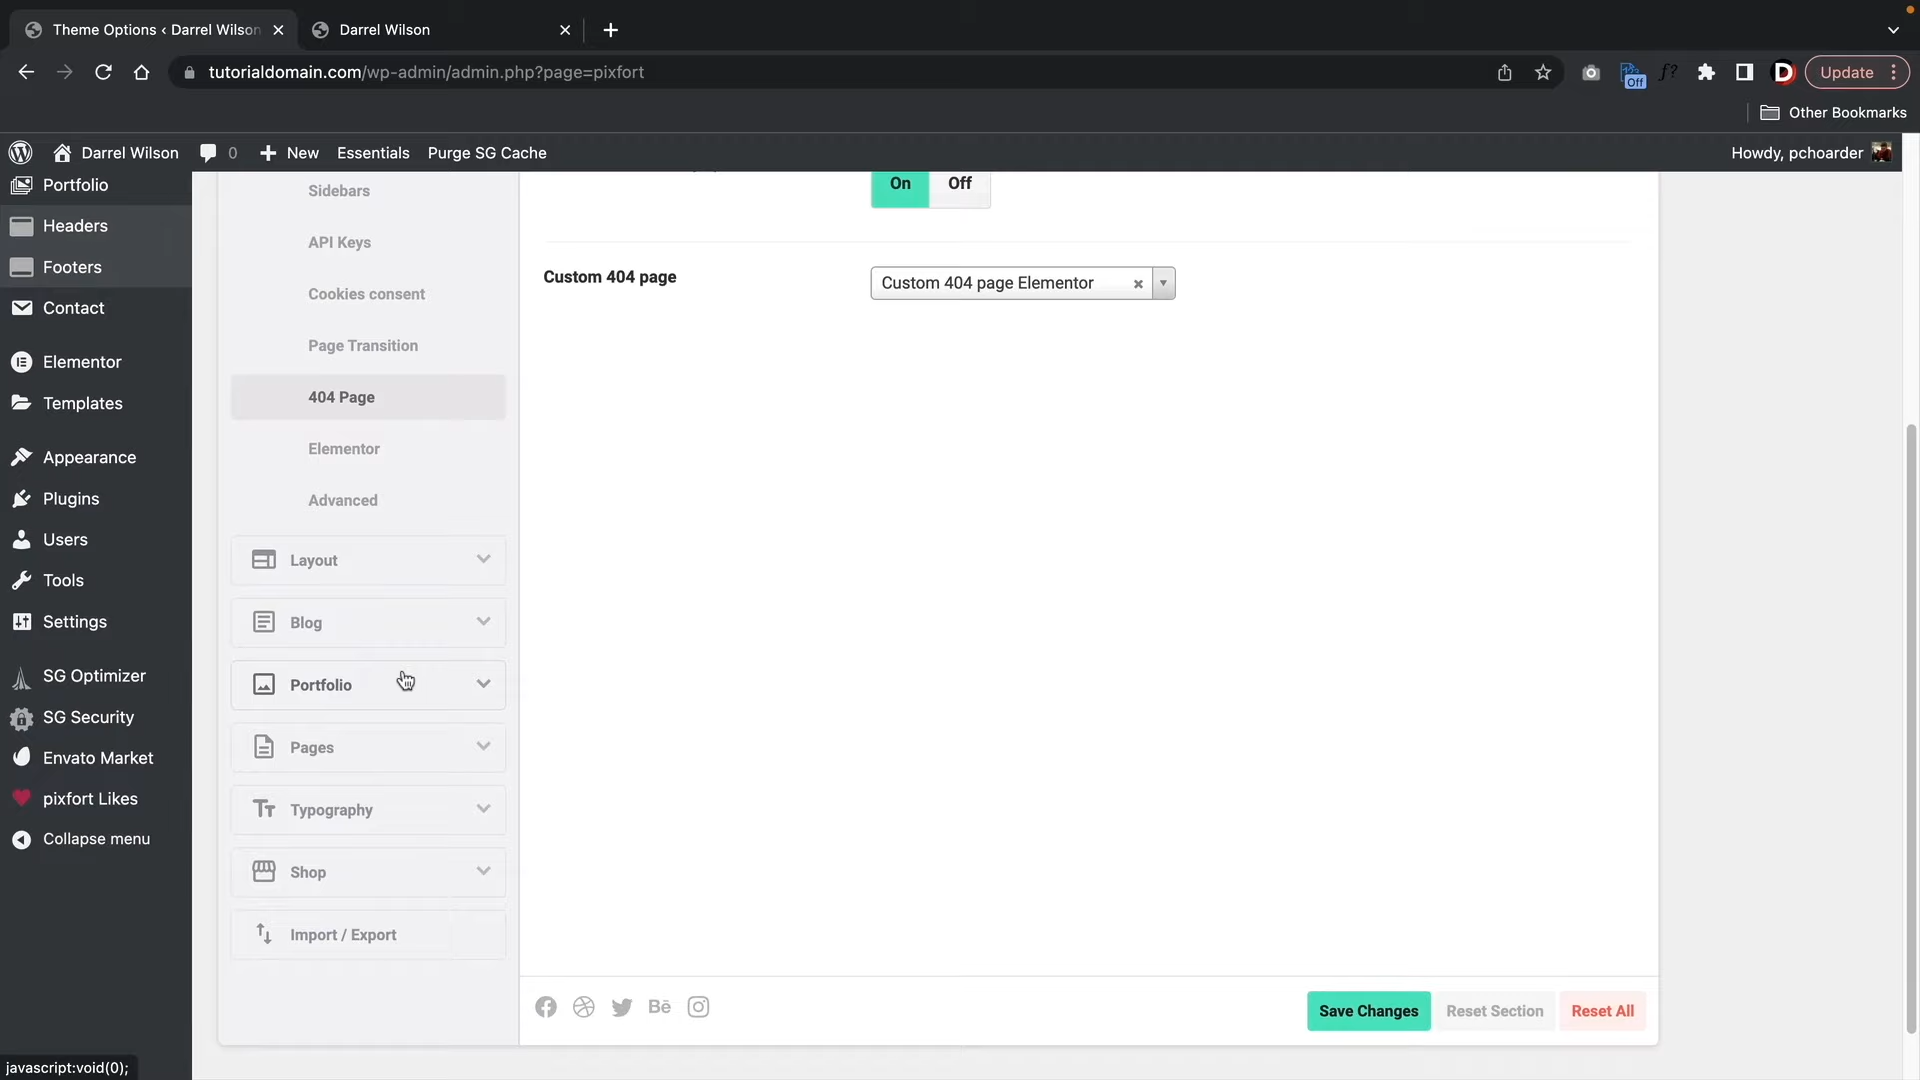 Theme Options ‹ Darrel Wilson
Darrel Wilson
tutorialdomain.com/wp-admin/admin.php?page=pixfort
f?
Off
D
Update
Other Bookmarks
Darrel Wilson
0
New
Essentials
Purge SG Cache
Howdy, pchoarder
Portfolio
Headers
Footers
Contact
Elementor
Templates
Appearance
Plugins
Users
Tools
Settings
SG Optimizer
SG Security
Envato Market
pixfort Likes
Collapse menu
Sidebars
API Keys
Cookies consent
Page Transition
404 Page
Elementor
Advanced
Layout
Blog
Portfolio
Pages
Typography
Shop
Import / Export
On
Off
Custom 404 page
Custom 404 page Elementor
Bē
Save Changes
Reset Section
Reset All
javascript:void(0);